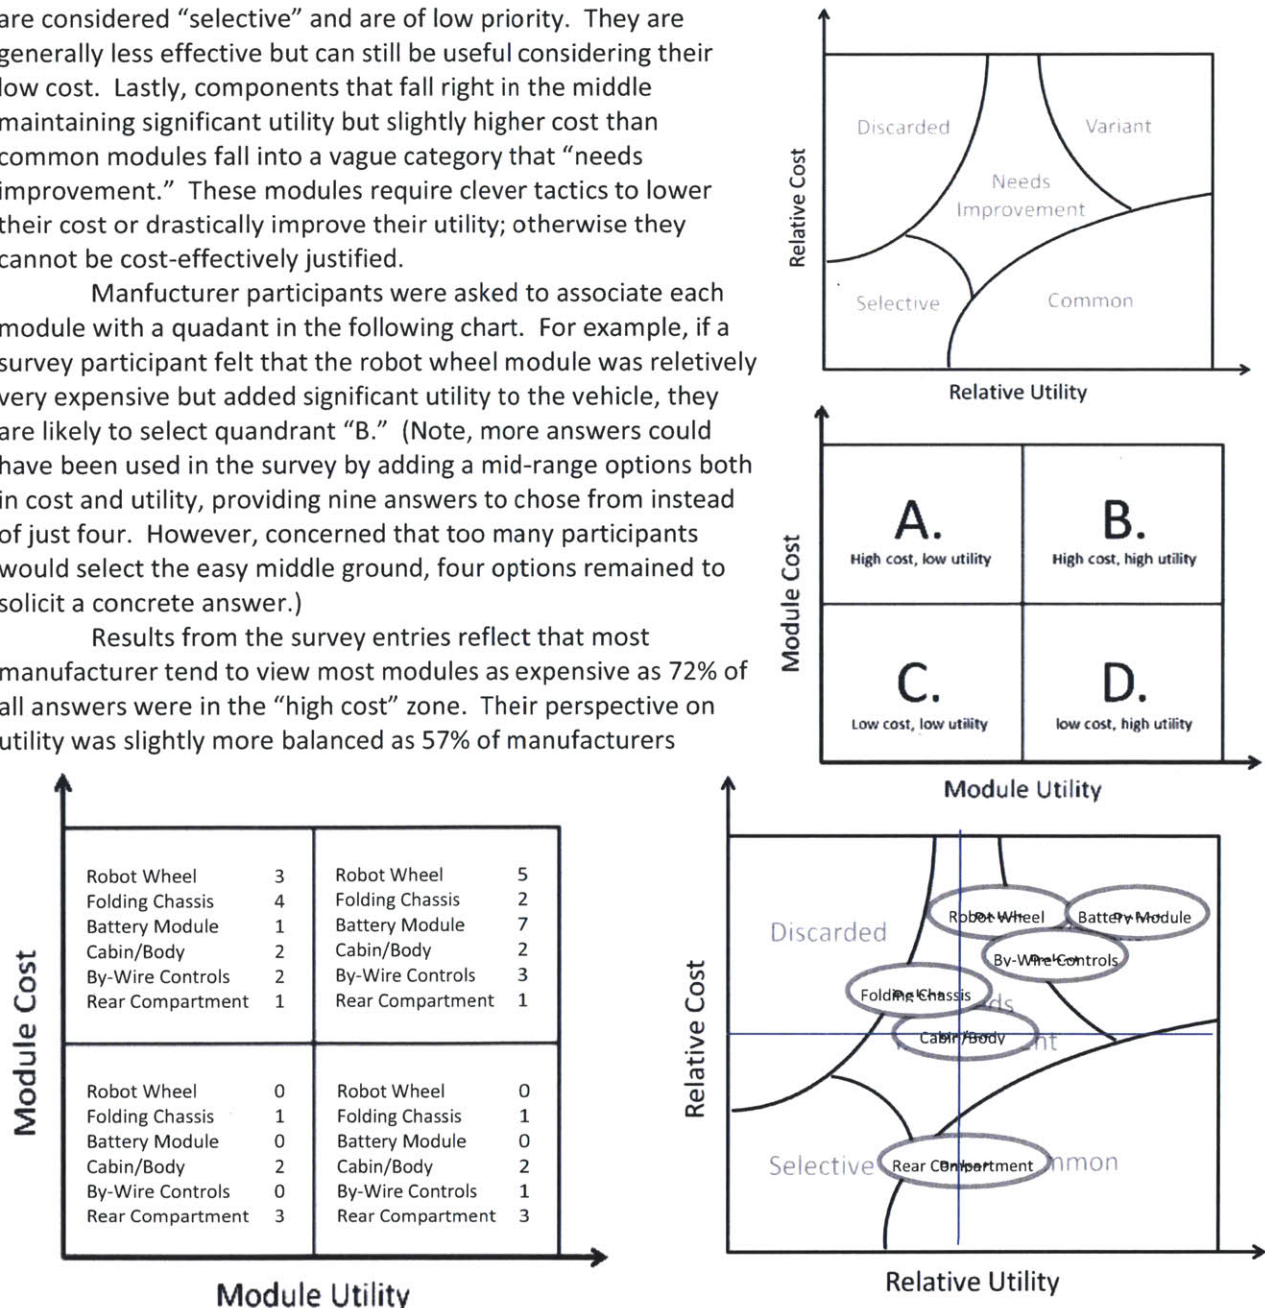 are considered “selective” and are of low priority.  They are
generally less effective but can still be useful considering their
low cost.  Lastly, components that fall right in the middle
maintaining significant utility but slightly higher cost than
common modules fall into a vague category that “needs
improvement.”  These modules require clever tactics to lower
their cost or drastically improve their utility; otherwise they
cannot be cost-effectively justified.
Manfucturer participants were asked to associate each
module with a quadant in the following chart.  For example, if a
survey participant felt that the robot wheel module was reletively
very expensive but added significant utility to the vehicle, they
are likely to select quandrant “B.”  (Note, more answers could
have been used in the survey by adding a mid-range options both
in cost and utility, providing nine answers to chose from instead
of just four.  However, concerned that too many participants
would select the easy middle ground, four options remained to
solicit a concrete answer.)
Results from the survey entries reflect that most
manufacturer tend to view most modules as expensive as 72% of
all answers were in the “high cost” zone.  Their perspective on
utility was slightly more balanced as 57% of manufacturers
Relative Cost
Discarded
Variant
Needs
Improvement
Selective
Common
Relative Utility
Module Cost
A.
High cost, low utility
B.
High cost, high utility
C.
Low cost, low utility
D.
low cost, high utility
Module Utility
Module Cost
Robot Wheel 3
Folding Chassis 4
Battery Module 1
Cabin/Body 2
By-Wire Controls 2
Rear Compartment 1
Robot Wheel 5
Folding Chassis 2
Battery Module 7
Cabin/Body 2
By-Wire Controls 3
Rear Compartment 1
Robot Wheel 0
Folding Chassis 1
Battery Module 0
Cabin/Body 2
By-Wire Controls 0
Rear Compartment 3
Robot Wheel 0
Folding Chassis 1
Battery Module 0
Cabin/Body 2
By-Wire Controls 1
Rear Compartment 3
Module Utility
Relative Cost
Discarded
Robot Wheel
Battery Module
By-Wire Controls
Folding Chassis
Cabin/Body
Selective
Rear Compartment
Relative Utility